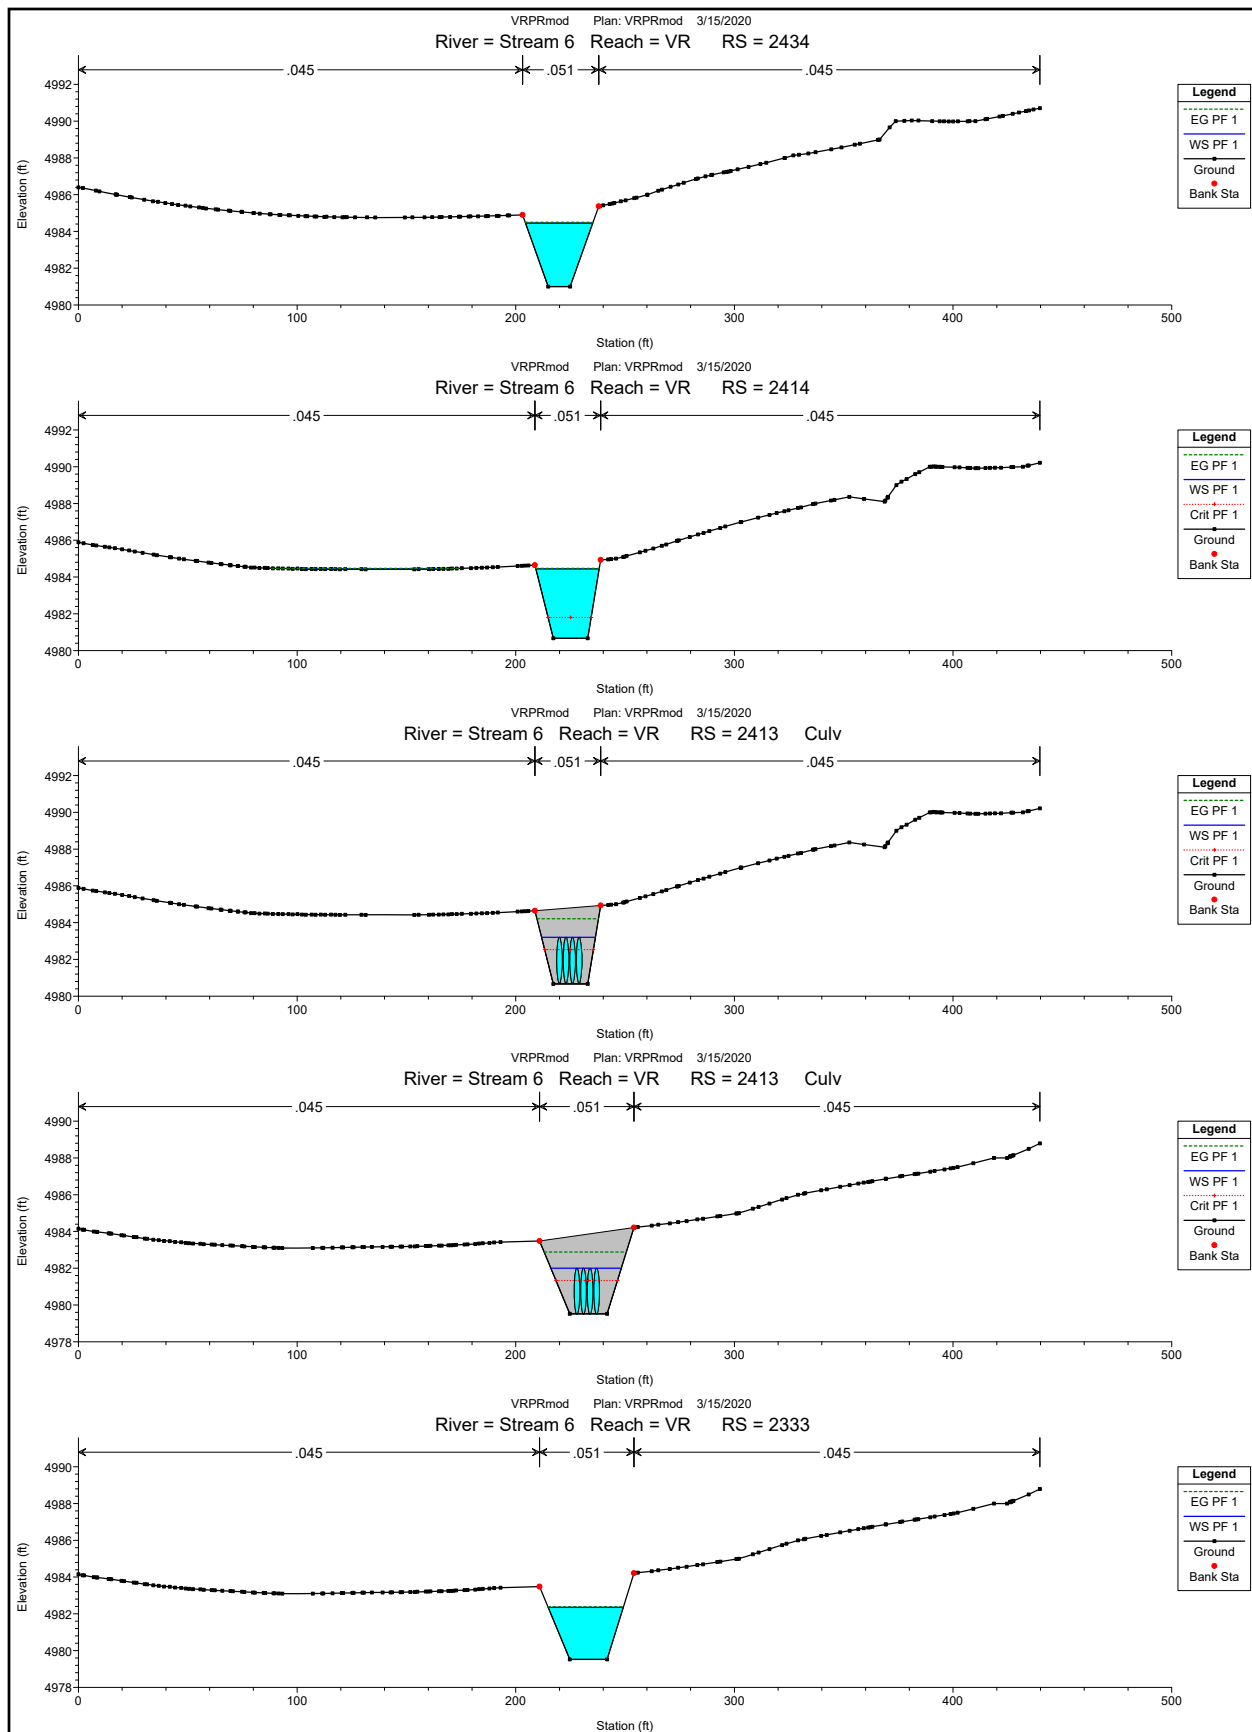 VRPRmod Plan: VRPRmod 3/15/2020
River = Stream 6 Reach = VR RS = 2434
.045 .051 .045
4992
4990
4988
4986
4984
4982
4980
Elevation (ft)
0 100 200 300 400 500
Station (ft)
Legend
EG PF 1
WS PF 1
Ground
Bank Sta
VRPRmod Plan: VRPRmod 3/15/2020
River = Stream 6 Reach = VR RS = 2414
.045 .051 .045
4992
4990
4988
4986
4984
4982
4980
Elevation (ft)
0 100 200 300 400 500
Station (ft)
Legend
EG PF 1
WS PF 1
Crit PF 1
Ground
Bank Sta
VRPRmod Plan: VRPRmod 3/15/2020
River = Stream 6 Reach = VR RS = 2413 Culv
.045 .051 .045
4992
4990
4988
4986
4984
4982
4980
Elevation (ft)
0 100 200 300 400 500
Station (ft)
Legend
EG PF 1
WS PF 1
Crit PF 1
Ground
Bank Sta
VRPRmod Plan: VRPRmod 3/15/2020
River = Stream 6 Reach = VR RS = 2413 Culv
.045 .051 .045
4990
4988
4986
4984
4982
4980
4978
Elevation (ft)
0 100 200 300 400 500
Station (ft)
Legend
EG PF 1
WS PF 1
Crit PF 1
Ground
Bank Sta
VRPRmod Plan: VRPRmod 3/15/2020
River = Stream 6 Reach = VR RS = 2333
.045 .051 .045
4990
4988
4986
4984
4982
4980
4978
Elevation (ft)
0 100 200 300 400 500
Station (ft)
Legend
EG PF 1
WS PF 1
Ground
Bank Sta